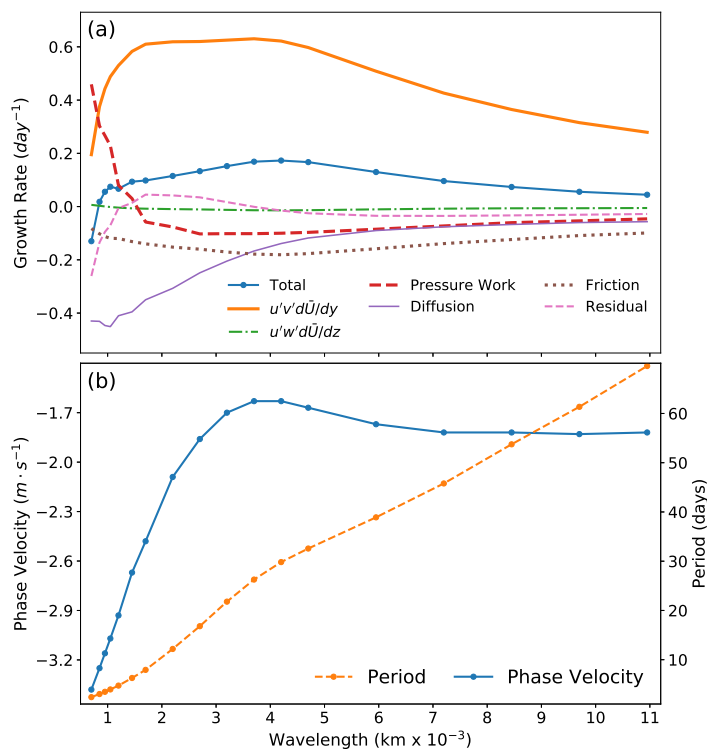 (a)
0.6
0.4
0.2
0.0
−0.2
−0.4
Growth Rate (day⁻¹)
Total
u'v'dŪ/dy
u'w'dŪ/dz
Pressure Work
Diffusion
Friction
Residual
(b)
−1.7
−2.0
−2.3
−2.6
−2.9
−3.2
Phase Velocity (m · s⁻¹)
60
50
40
30
20
10
Period (days)
Period
Phase Velocity
1 2 3 4 5 6 7 8 9 10 11
Wavelength (km x 10⁻³)